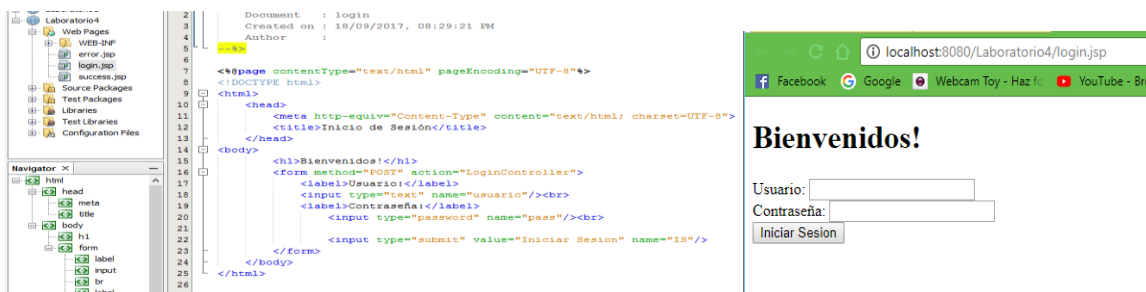 Laboratorio4
Web Pages
WEB-INF
error.jsp
login.jsp
success.jsp
Source Packages
Test Packages
Libraries
Test Libraries
Configuration Files
Navigator ×
html
head
meta
title
body
h1
form
label
input
br
label
2 Document : login
3 Created on : 18/09/2017, 08:29:21 PM
4 Author :
5 --%>
6
7 <%@page contentType="text/html" pageEncoding="UTF-8"%>
8 <!DOCTYPE html>
9 <html>
10 <head>
11 <meta http-equiv="Content-Type" content="text/html; charset=UTF-8">
12 <title>Inicio de Sesión</title>
13 </head>
14 <body>
15 <h1>Bienvenidos!</h1>
16 <form method="POST" action="LoginController">
17 <label>Usuario:</label>
18 <input type="text" name="usuario"/><br>
19 <label>Contraseña:</label>
20 <input type="password" name="pass"/><br>
21
22 <input type="submit" value="Iniciar Sesion" name="IS"/>
23 </form>
24 </body>
25 </html>
26
localhost:8080/Laboratorio4/login.jsp
Facebook Google Webcam Toy - Haz fo YouTube - Bro
Bienvenidos!
Usuario:
Contraseña:
Iniciar Sesion